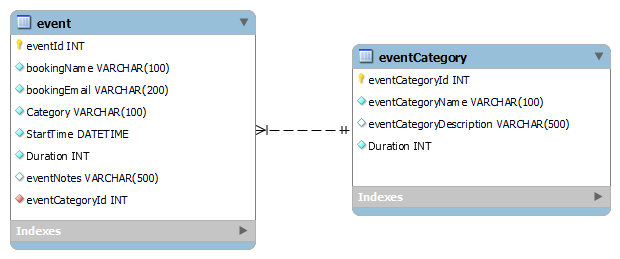 event
eventId INT
bookingName VARCHAR(100)
bookingEmail VARCHAR(200)
Category VARCHAR(100)
StartTime DATETIME
Duration INT
eventNotes VARCHAR(500)
eventCategoryId INT
Indexes
eventCategory
eventCategoryId INT
eventCategoryName VARCHAR(100)
eventCategoryDescription VARCHAR(500)
Duration INT
Indexes